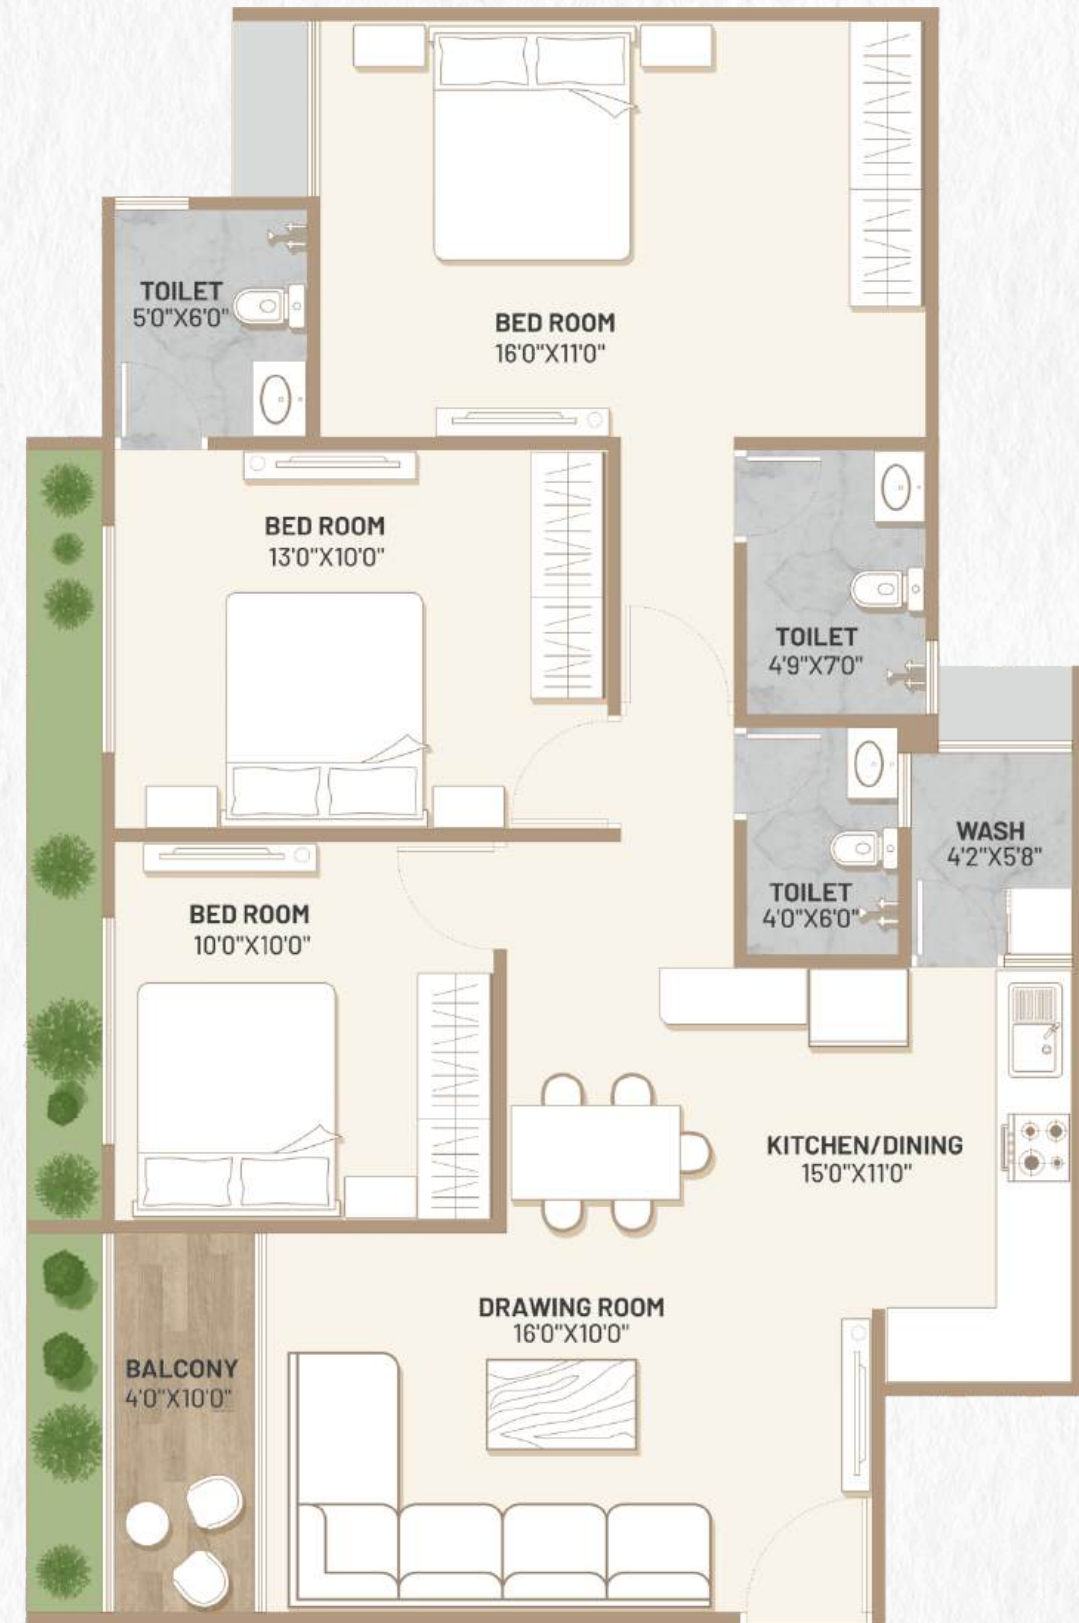 BED ROOM
16'0"X11'0"
TOILET
5'0"X6'0"
BED ROOM
13'0"X10'0"
TOILET
4'9"X7'0"
WASH
4'2"X5'8"
TOILET
4'0"X6'0"
BED ROOM
10'0"X10'0"
KITCHEN/DINING
15'0"X11'0"
DRAWING ROOM
16'0"X10'0"
BALCONY
4'0"X10'0"